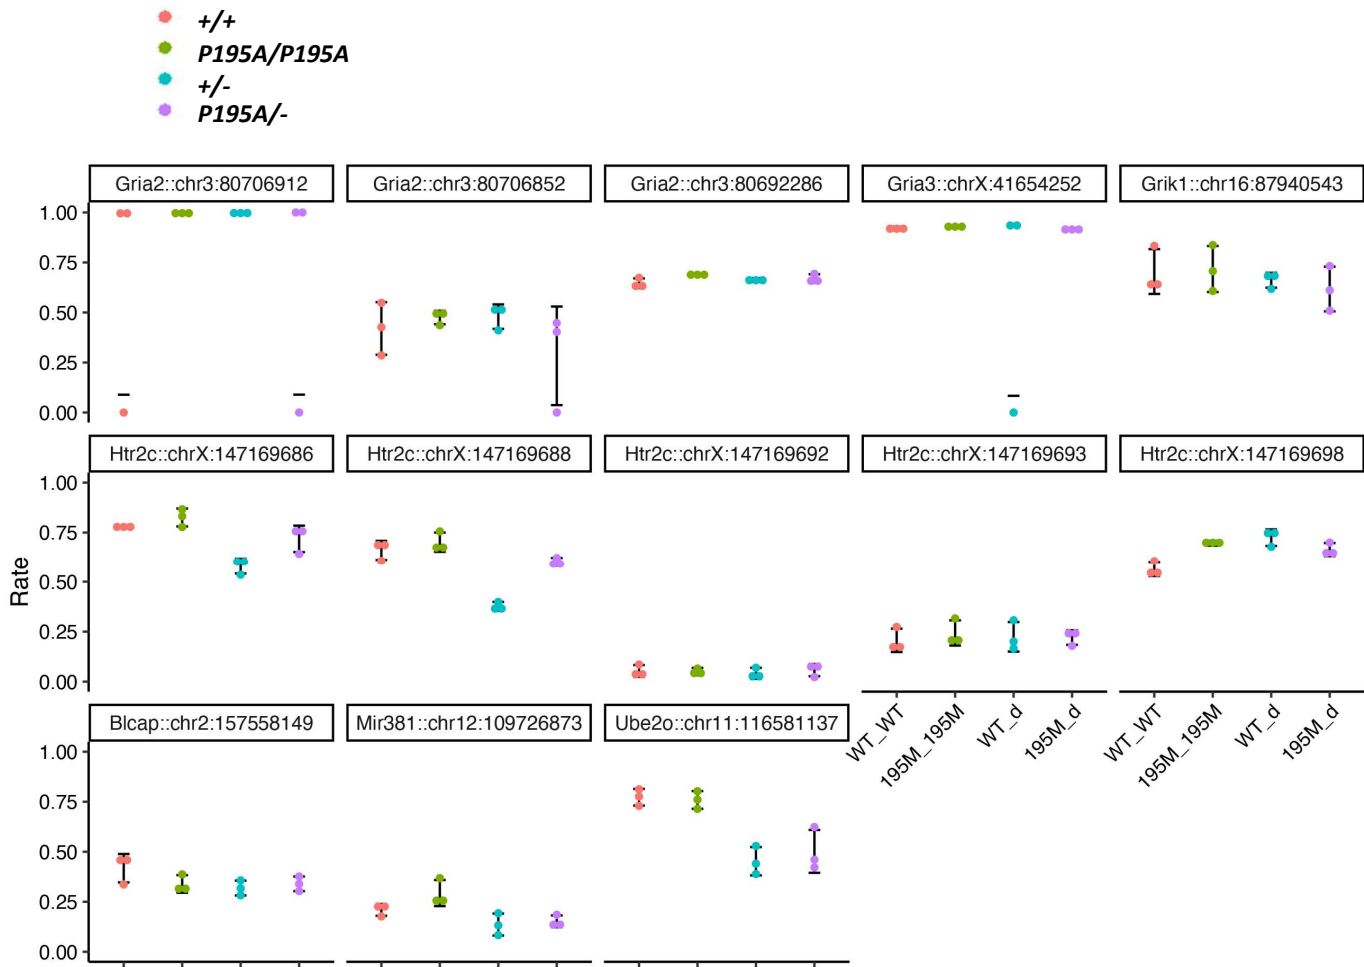 +/+
P195A/P195A
+/-
P195A/-
Gria2::chr3:80706912 Gria2::chr3:80706852 Gria2::chr3:80692286 Gria3::chrX:41654252 Grik1::chr16:87940543
1.00
0.75
0.50
0.25
0.00
Htr2c::chrX:147169686 Htr2c::chrX:147169688 Htr2c::chrX:147169692 Htr2c::chrX:147169693 Htr2c::chrX:147169698
1.00
0.75
0.50
0.25
0.00
Rate
WT_WT 195M_195M WT_d 195M_d WT_WT 195M_195M WT_d 195M_d
Blcap::chr2:157558149 Mir381::chr12:109726873 Ube2o::chr11:116581137
1.00
0.75
0.50
0.25
0.00